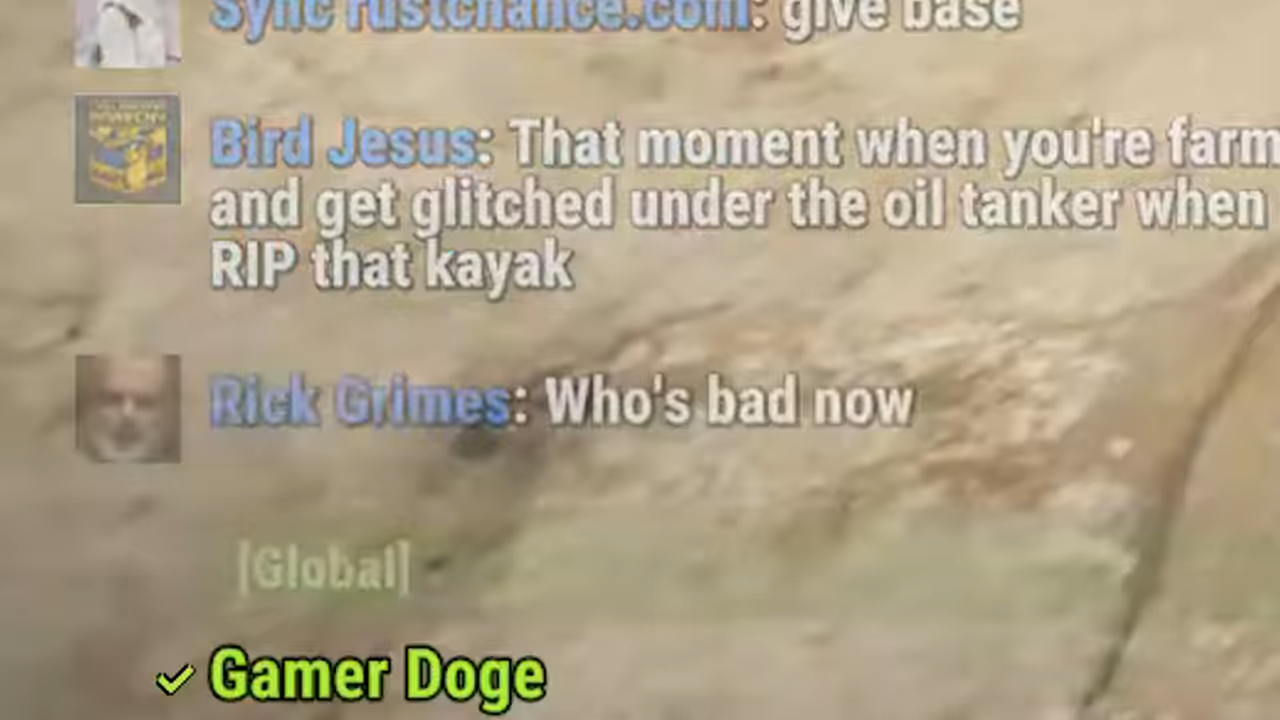 Sync rustchance.com: give base
Bird Jesus: That moment when you're farm
and get glitched under the oil tanker when
RIP that kayak
Rick Grimes: Who's bad now
[Global]
Gamer Doge